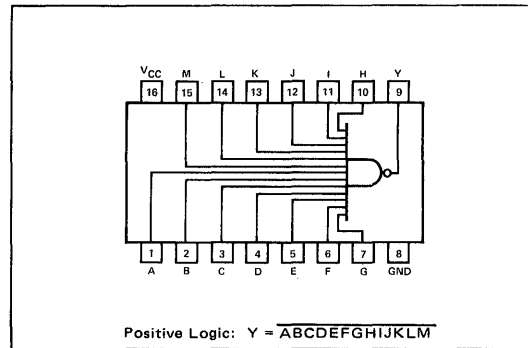 VCC M L K J I H Y
16 15 14 13 12 11 10 9
1 2 3 4 5 6 7 8
A B C D E F G GND
Positive Logic: Y = ABCDEFGHIJKLM